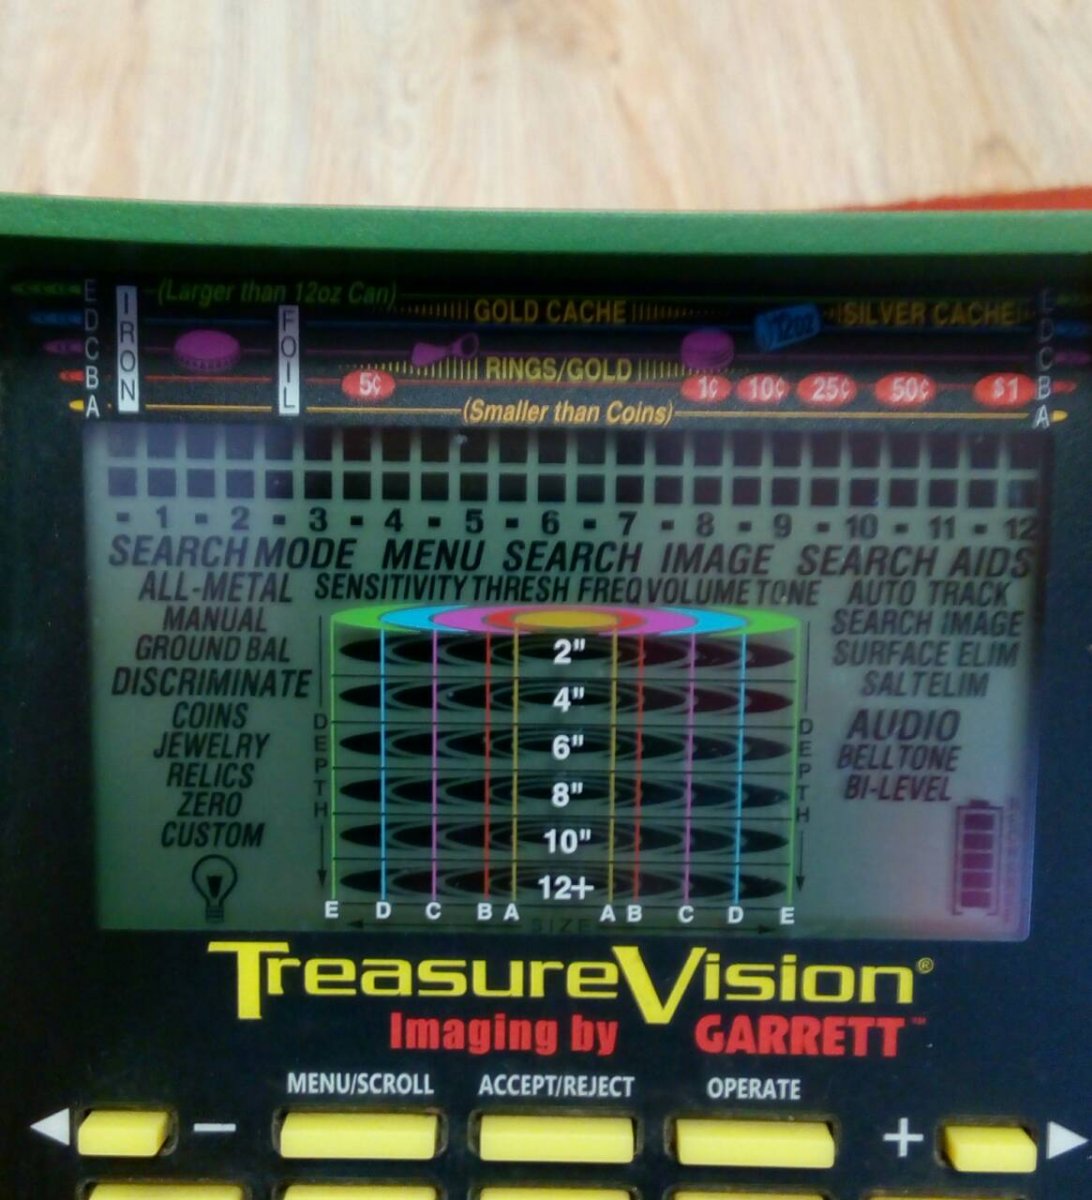 E
D
C
B
A
IRON
(Larger than 12oz Can)
FOIL
GOLD CACHE
12oz
SILVER CACHE
RINGS/GOLD
5¢
1¢ 10¢ 25¢ 50¢ $1
(Smaller than Coins)
E
D
C
B
A
- 1 - 2 - 3 - 4 - 5 - 6 - 7 - 8 - 9 - 10 - 11 - 12
SEARCH MODE MENU SEARCH IMAGE SEARCH AIDS
ALL-METAL SENSITIVITY THRESH FREQ VOLUME TONE AUTO TRACK
MANUAL
GROUND BAL
DISCRIMINATE
COINS
JEWELRY
RELICS
ZERO
CUSTOM
DEPTH
2"
4"
6"
8"
10"
12+
DEPTH
E D C B A A B C D E
SIZE
SEARCH IMAGE
SURFACE ELIM
SALT ELIM
AUDIO
BELL TONE
BI-LEVEL
TreasureVision®
Imaging by GARRETT™
MENU/SCROLL ACCEPT/REJECT OPERATE
− +